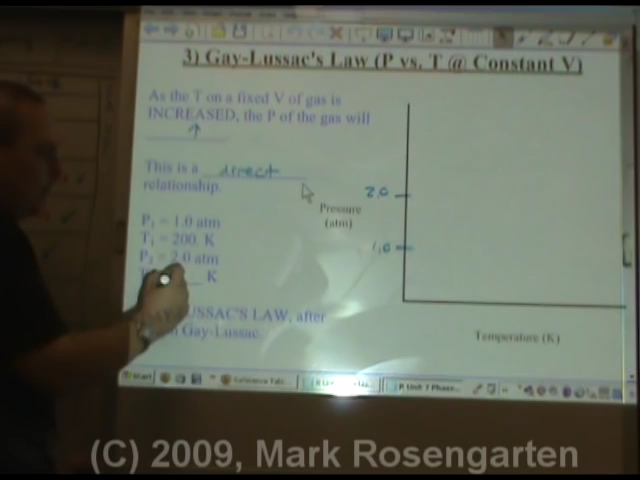 3) Gay-Lussac's Law (P vs. T @ Constant V)
As the T on a fixed V of gas is
INCREASED, the P of the gas will
↑
This is a direct
relationship.
P₁ = 1.0 atm
T₁ = 200. K
P₂ = 2.0 atm
K
LUSSAC'S LAW, after
Gay-Lussac.
2.0
Pressure
(atm)
1.0
Temperature (K)
Start
(C) 2009, Mark Rosengarten